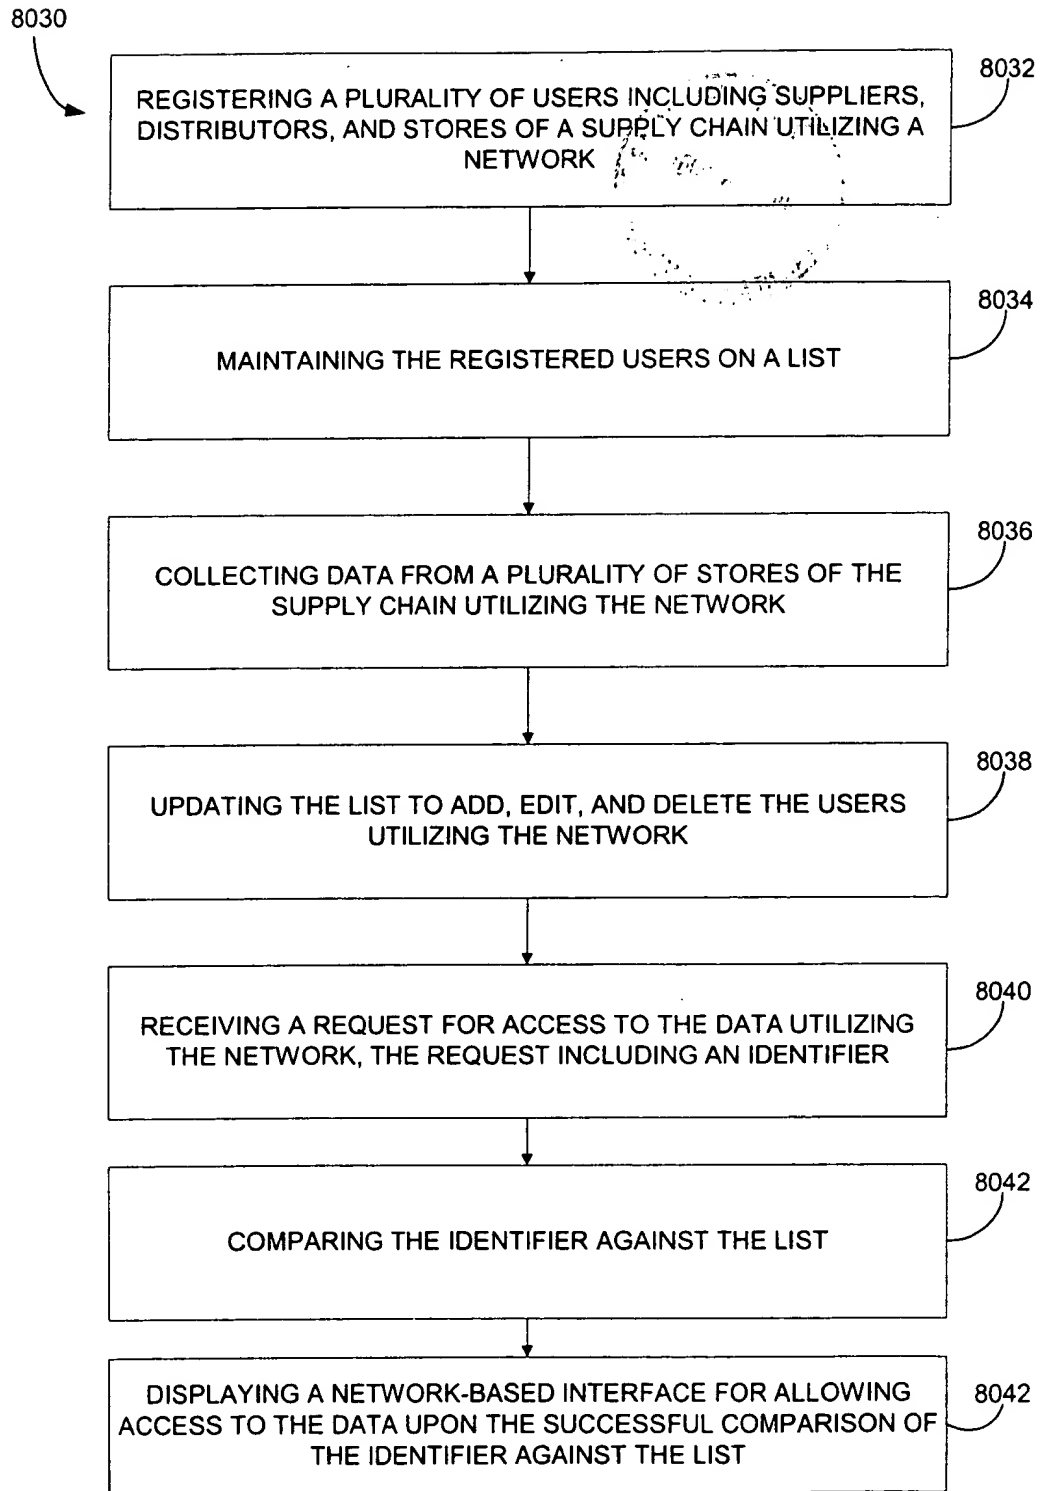 8030
8032
REGISTERING A PLURALITY OF USERS INCLUDING SUPPLIERS,
DISTRIBUTORS, AND STORES OF A SUPPLY CHAIN UTILIZING A
NETWORK
8034
MAINTAINING THE REGISTERED USERS ON A LIST
8036
COLLECTING DATA FROM A PLURALITY OF STORES OF THE
SUPPLY CHAIN UTILIZING THE NETWORK
8038
UPDATING THE LIST TO ADD, EDIT, AND DELETE THE USERS
UTILIZING THE NETWORK
8040
RECEIVING A REQUEST FOR ACCESS TO THE DATA UTILIZING
THE NETWORK, THE REQUEST INCLUDING AN IDENTIFIER
8042
COMPARING THE IDENTIFIER AGAINST THE LIST
8042
DISPLAYING A NETWORK-BASED INTERFACE FOR ALLOWING
ACCESS TO THE DATA UPON THE SUCCESSFUL COMPARISON OF
THE IDENTIFIER AGAINST THE LIST